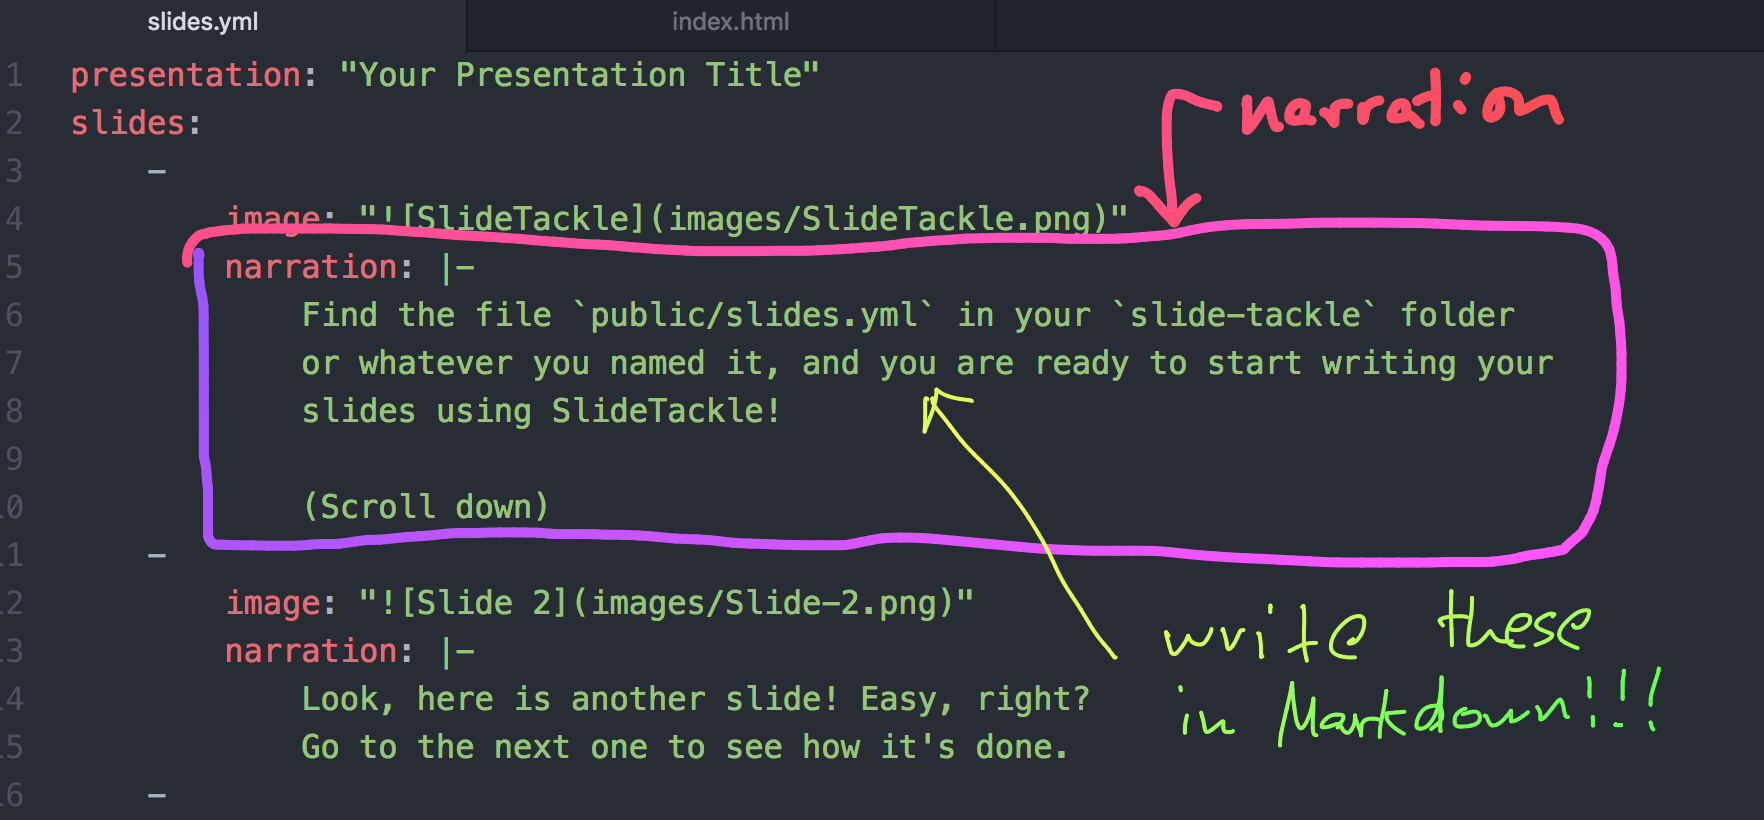 slides.yml
index.html
1 presentation: "Your Presentation Title"
2 slides:
narration
3 -
4 image: "![SlideTackle](images/SlideTackle.png)"
5 narration: |-
6 Find the file `public/slides.yml` in your `slide-tackle` folder
7 or whatever you named it, and you are ready to start writing your
8 slides using SlideTackle!
9
10 (Scroll down)
11 -
12 image: "![Slide 2](images/Slide-2.png)"
13 narration: |-
write these
14 Look, here is another slide! Easy, right?
in Markdown!!!
15 Go to the next one to see how it's done.
16 -